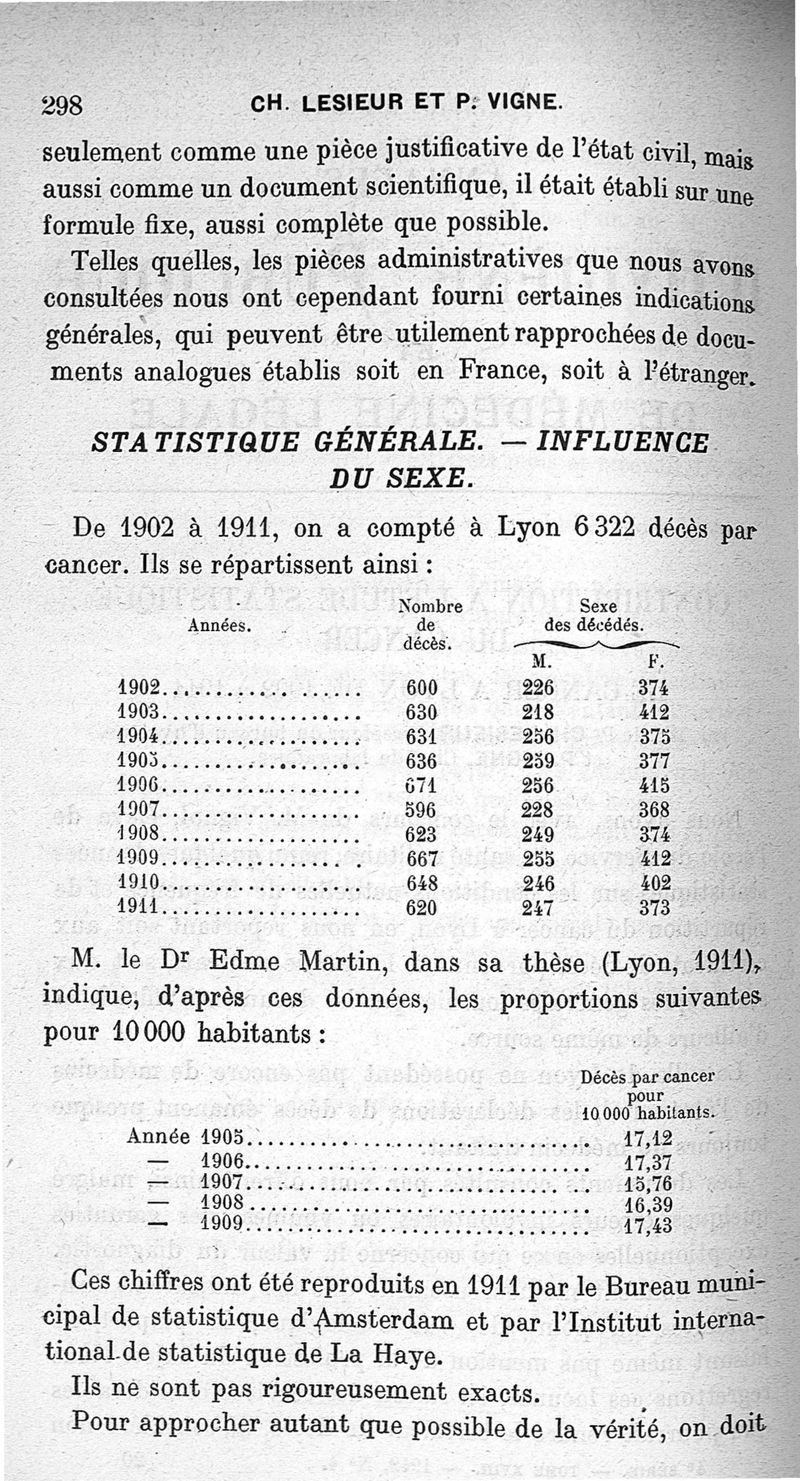 298 CH. LESIEUR ET P. VIGNE.
seulement comme une pièce justificative de l'état civil, mais
aussi comme un document scientifique, il était établi sur une
formule fixe, aussi complète que possible.
Telles quelles, les pièces administratives que nous avons
consultées nous ont cependant fourni certaines indications
générales, qui peuvent être utilement rapprochées de docu-
ments analogues établis soit en France, soit à l'étranger.
STATISTIQUE GÉNÉRALE. — INFLUENCE
DU SEXE.
De 1902 à 1911, on a compté à Lyon 6 322 décès par
cancer. Ils se répartissent ainsi :
Années. Nombre de décès. Sexe des décédés.
M. F.
1902.................... 600 226 374
1903.................... 630 218 412
1904.................... 631 256 375
1905.................... 636 259 377
1906.................... 671 256 415
1907.................... 596 228 368
1908.................... 623 249 374
1909.................... 667 255 412
1910.................... 648 246 402
1911.................... 620 247 373
M. le Dr Edme Martin, dans sa thèse (Lyon, 1911),
indique, d'après ces données, les proportions suivantes
pour 10 000 habitants :
Décès par cancer
pour
10 000 habitants.
Année 1905.................................. 17,12
— 1906.................................. 17,37
— 1907.................................. 15,76
— 1908.................................. 16,39
— 1909.................................. 17,43
Ces chiffres ont été reproduits en 1911 par le Bureau muni-
cipal de statistique d'Amsterdam et par l'Institut interna-
tional de statistique de La Haye.
Ils ne sont pas rigoureusement exacts.
Pour approcher autant que possible de la vérité, on doit